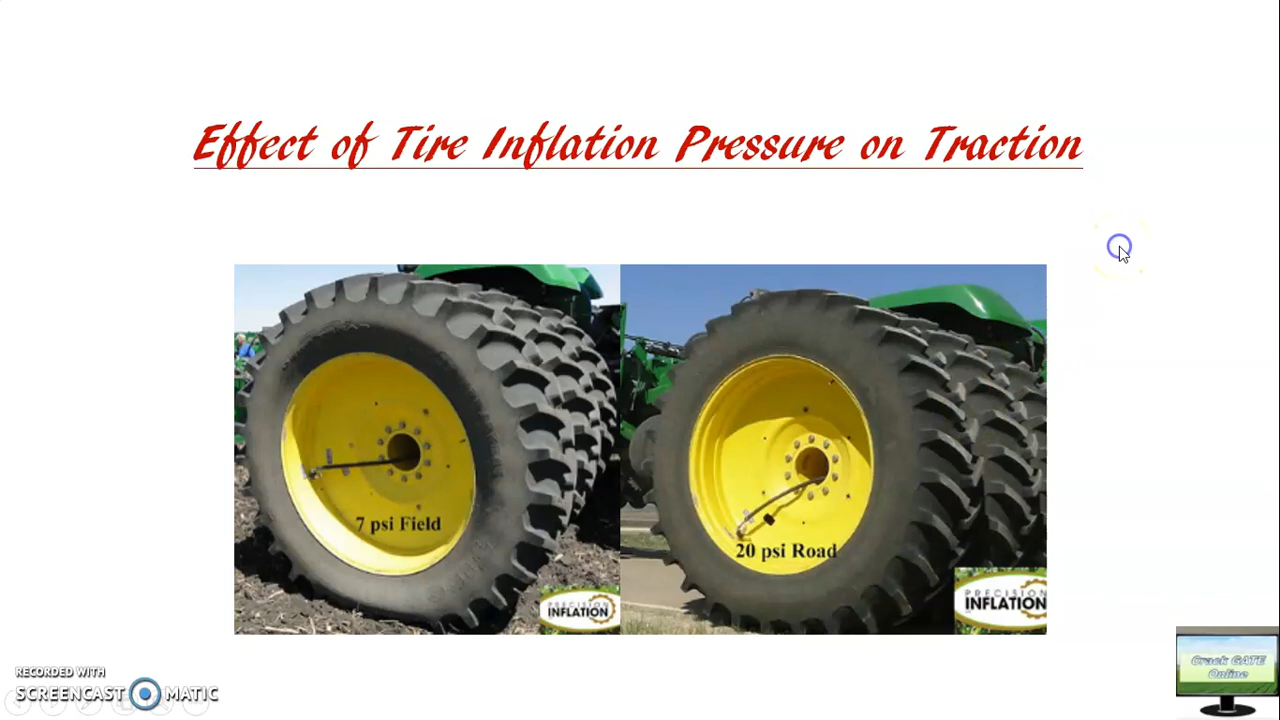 Effect of Tire Inflation Pressure on Traction
7 psi Field
20 psi Road
PRECISION
INFLATION
PRECISION
INFLATION
RECORDED WITH
SCREENCAST MATIC
Crack GATE
Online